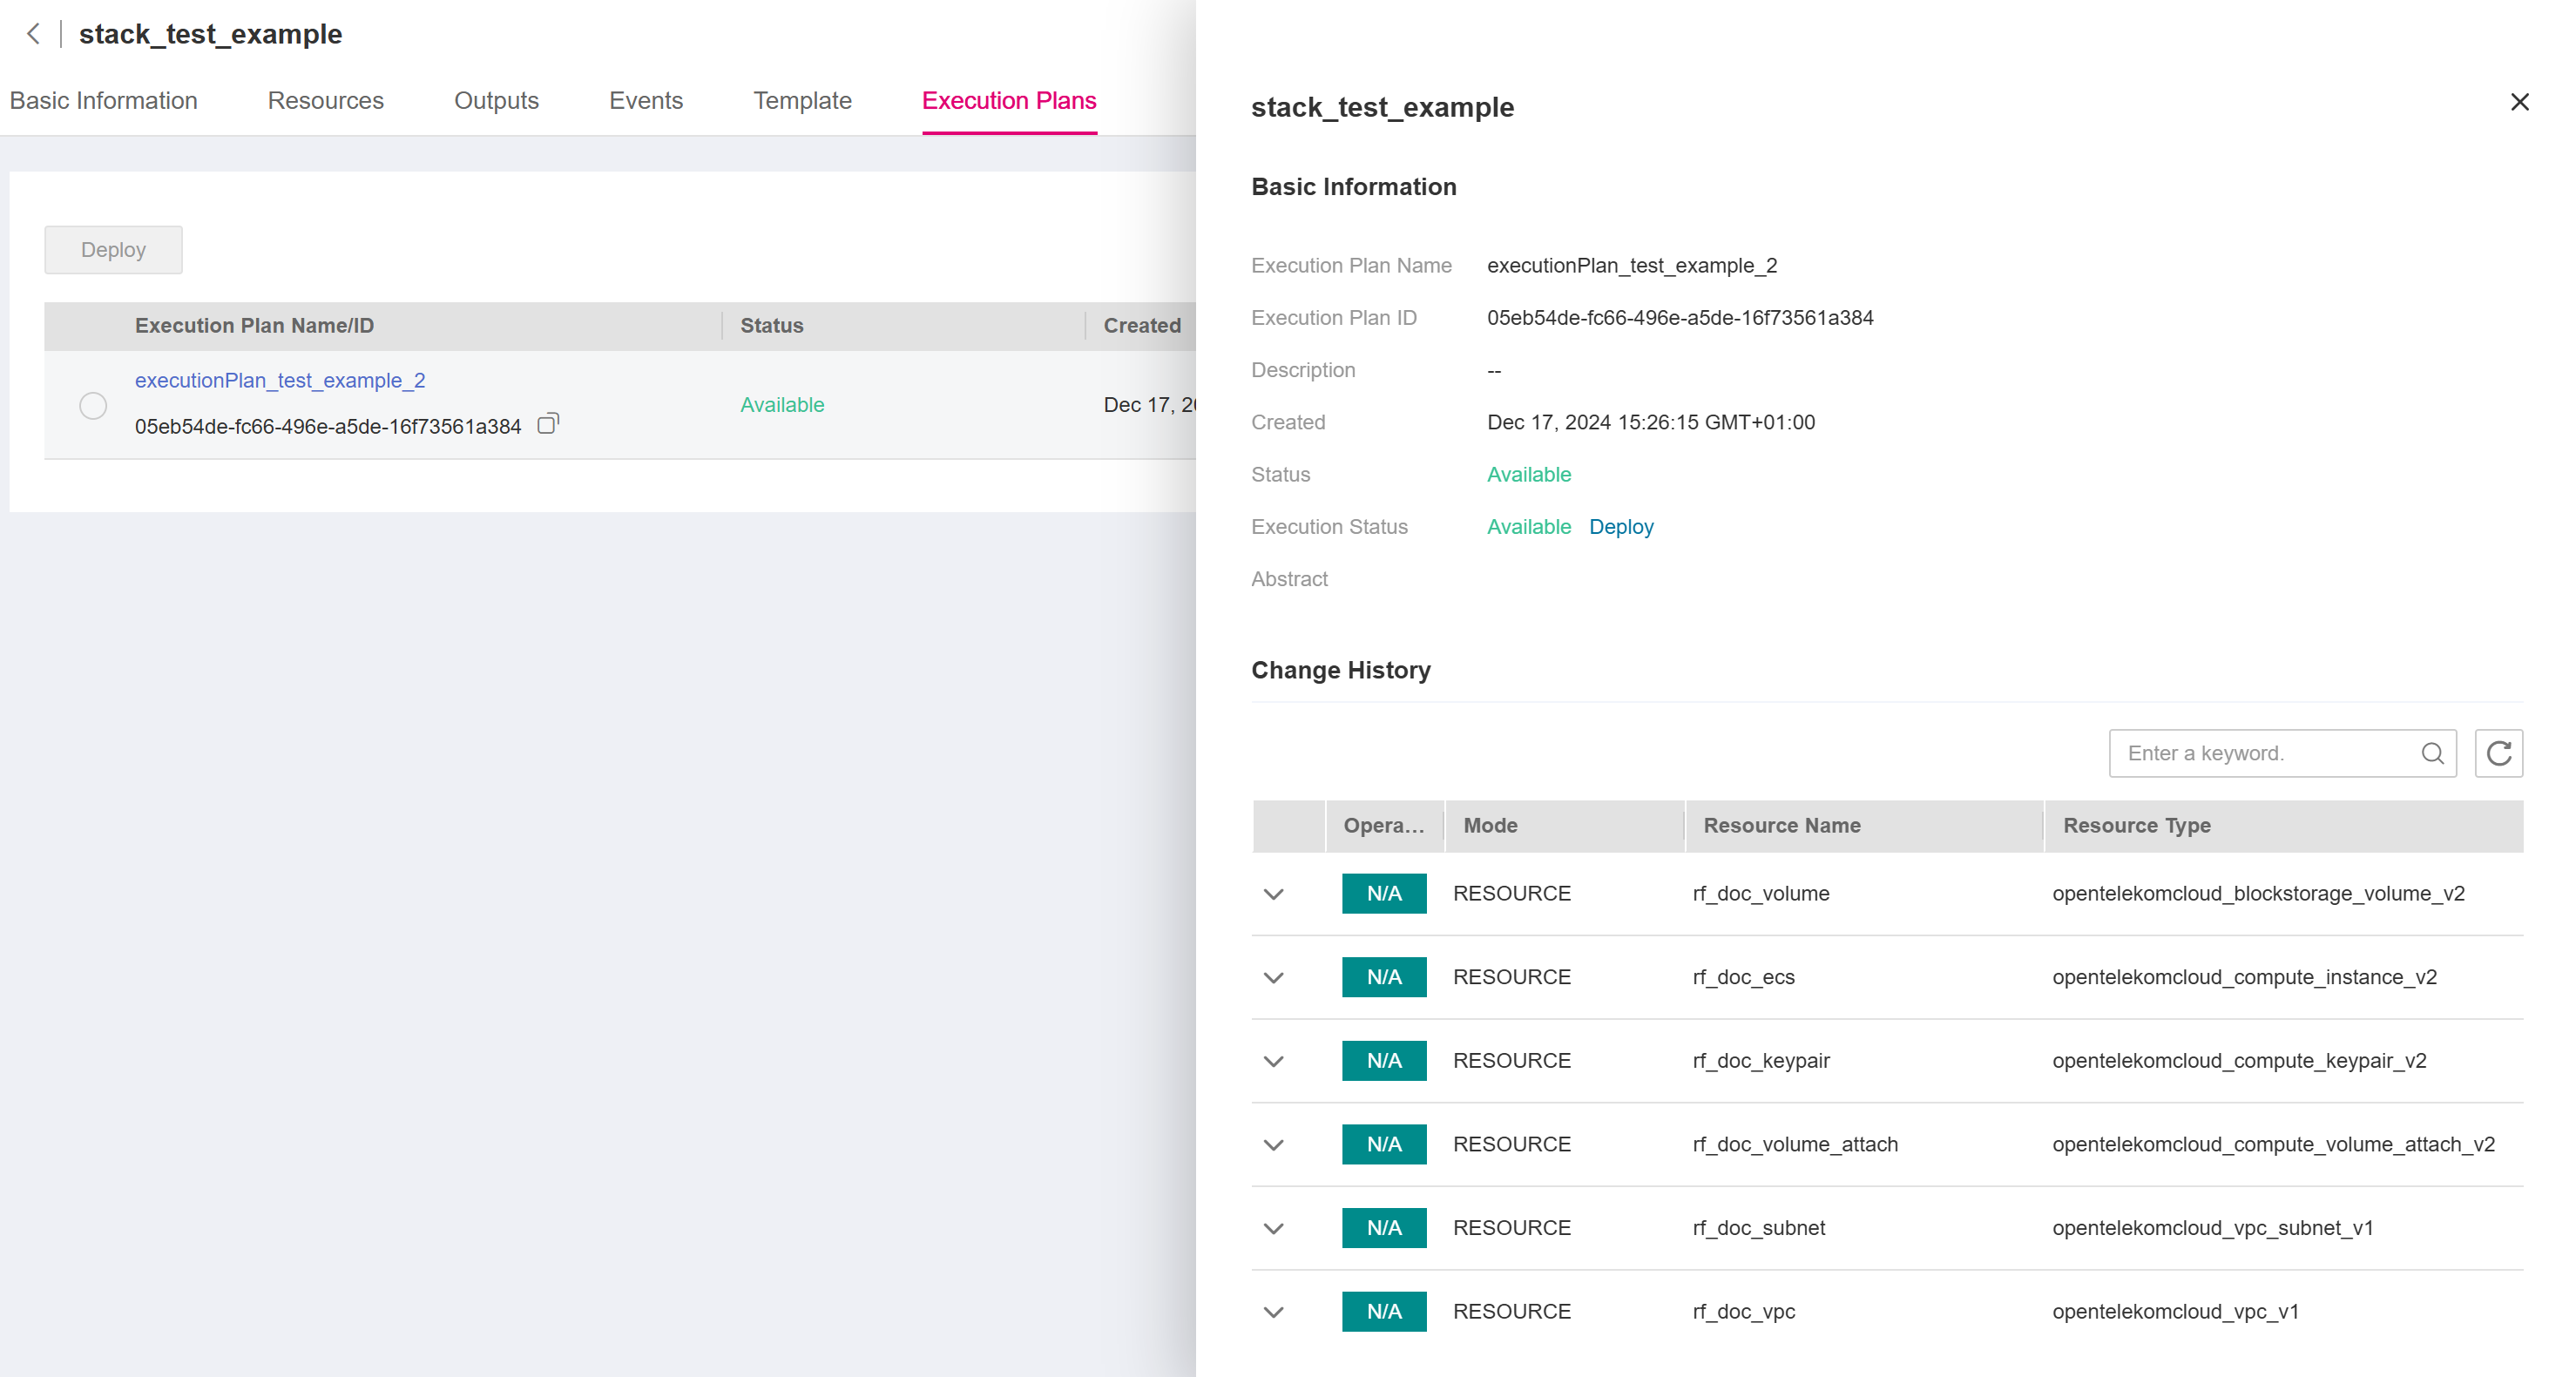 stack_test_example
Basic Information Resources Outputs Events Template Execution Plans
Deploy
Execution Plan Name/ID Status Created
executionPlan_test_example_2
05eb54de-fc66-496e-a5de-16f73561a384
Available
Dec 17, 20
stack_test_example
Basic Information
Execution Plan Name executionPlan_test_example_2
Execution Plan ID 05eb54de-fc66-496e-a5de-16f73561a384
Description --
Created Dec 17, 2024 15:26:15 GMT+01:00
Status Available
Execution Status Available Deploy
Abstract
Change History
Enter a keyword.
Opera... Mode Resource Name Resource Type
N/A RESOURCE rf_doc_volume opentelekomcloud_blockstorage_volume_v2
N/A RESOURCE rf_doc_ecs opentelekomcloud_compute_instance_v2
N/A RESOURCE rf_doc_keypair opentelekomcloud_compute_keypair_v2
N/A RESOURCE rf_doc_volume_attach opentelekomcloud_compute_volume_attach_v2
N/A RESOURCE rf_doc_subnet opentelekomcloud_vpc_subnet_v1
N/A RESOURCE rf_doc_vpc opentelekomcloud_vpc_v1